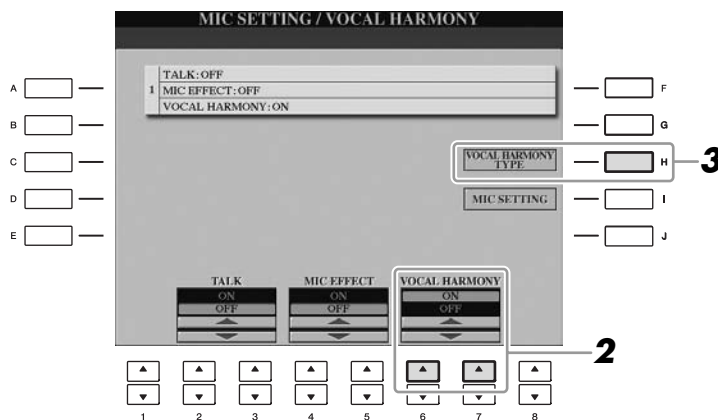 MIC SETTING / VOCAL HARMONY
TALK:OFF
1 MIC EFFECT:OFF
VOCAL HARMONY:ON
A
B
C
D
E
F
G
H
I
J
VOCAL HARMONY
TYPE
3
MIC SETTING
TALK
ON
OFF
MIC EFFECT
ON
OFF
VOCAL HARMONY
ON
OFF
2
1 2 3 4 5 6 7 8